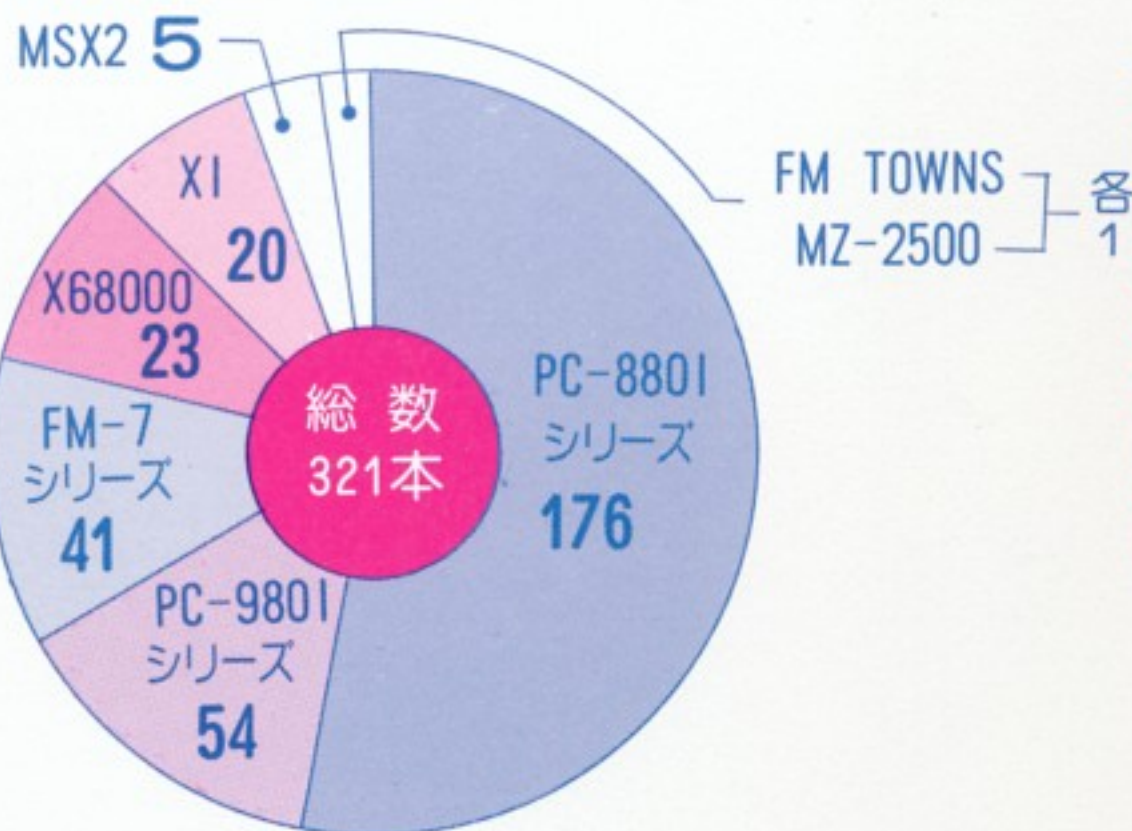 MSX2 5
FM TOWNS
MZ-2500
各
1
X1
20
X68000
23
FM-7
シリーズ
41
PC-9801
シリーズ
54
PC-8801
シリーズ
176
総数
321本